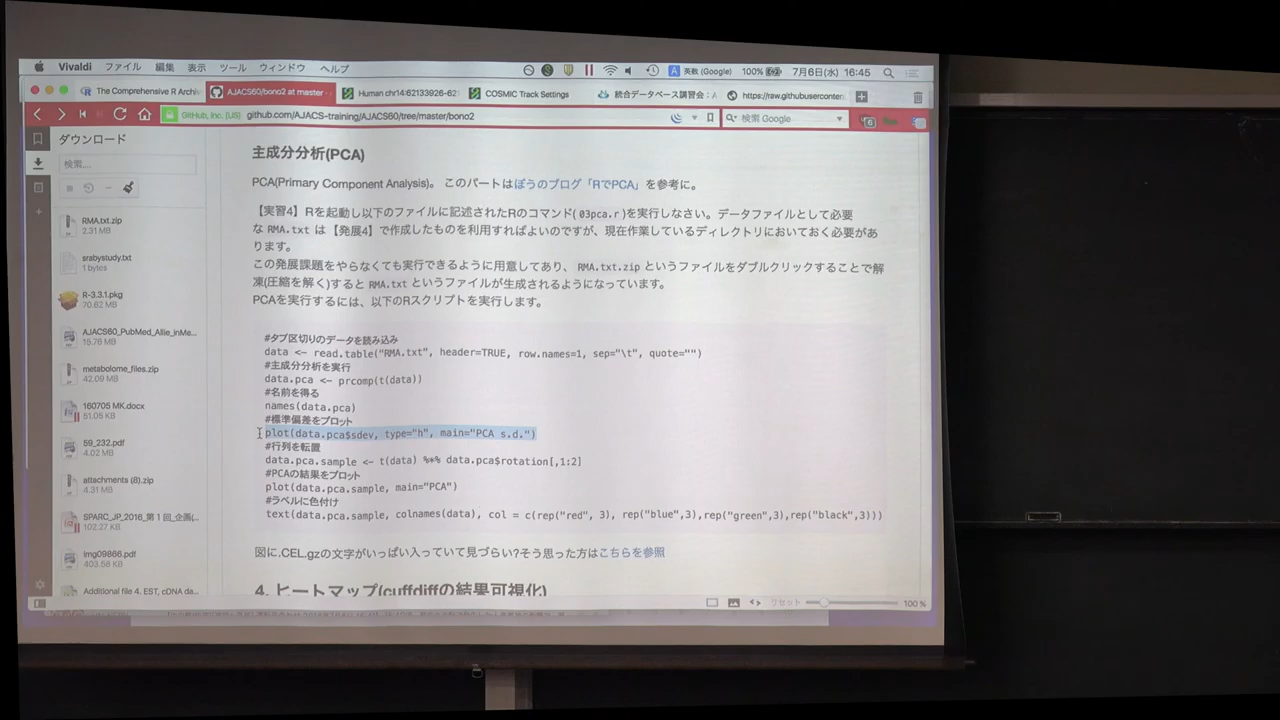 Vivaldi ファイル 編集 表示 ツール ウィンドウ ヘルプ 英数 (Google) 100% 7月6日(水) 16:45
The Comprehensive R Archiv AJACS60/bono2 at master · Human chr14:62133926-62 COSMIC Track Settings 統合データベース講習会：A https://raw.githubuserconten
GitHub, Inc. [US] github.com/AJACS-training/AJACS60/tree/master/bono2 検索 Google
ダウンロード
検索...
RMA.txt.zip
2.31 MB
srabystudy.txt
1 bytes
R-3.3.1.pkg
70.62 MB
AJACS60_PubMed_Allie_inMe...
15.76 MB
metabolome_files.zip
42.09 MB
160705 MK.docx
51.05 KB
59_232.pdf
4.02 MB
attachments (8).zip
4.31 MB
SPARC_JP_2016_第1回_企画(...
102.27 KB
img09866.pdf
403.58 KB
Additional file 4. EST, cDNA de...
主成分分析(PCA)
PCA(Primary Component Analysis)。 このパートはぼうのブログ「RでPCA」を参考に。
【実習4】Rを起動し以下のファイルに記述されたRのコマンド( 03pca.r )を実行しなさい。データファイルとして必要
な RMA.txt は【発展4】で作成したものを利用すればよいのですが、現在作業しているディレクトリにおいておく必要があ
ります。
この発展課題をやらなくても実行できるように用意してあり、 RMA.txt.zip というファイルをダブルクリックすることで解
凍(圧縮を解く)すると RMA.txt というファイルが生成されるようになっています。
PCAを実行するには、以下のRスクリプトを実行します。
#タブ区切りのデータを読み込み
data <- read.table("RMA.txt", header=TRUE, row.names=1, sep="\t", quote="")
#主成分分析を実行
data.pca <- prcomp(t(data))
#名前を得る
names(data.pca)
#標準偏差をプロット
plot(data.pca$sdev, type="h", main="PCA s.d.")
#行列を転置
data.pca.sample <- t(data) %*% data.pca$rotation[,1:2]
#PCAの結果をプロット
plot(data.pca.sample, main="PCA")
#ラベルに色付け
text(data.pca.sample, colnames(data), col = c(rep("red", 3), rep("blue",3),rep("green",3),rep("black",3)))
図に.CEL.gzの文字がいっぱい入っていて見づらい?そう思った方はこちらを参照
4. ヒートマップ(cuffdiffの結果可視化)
リセット 100 %